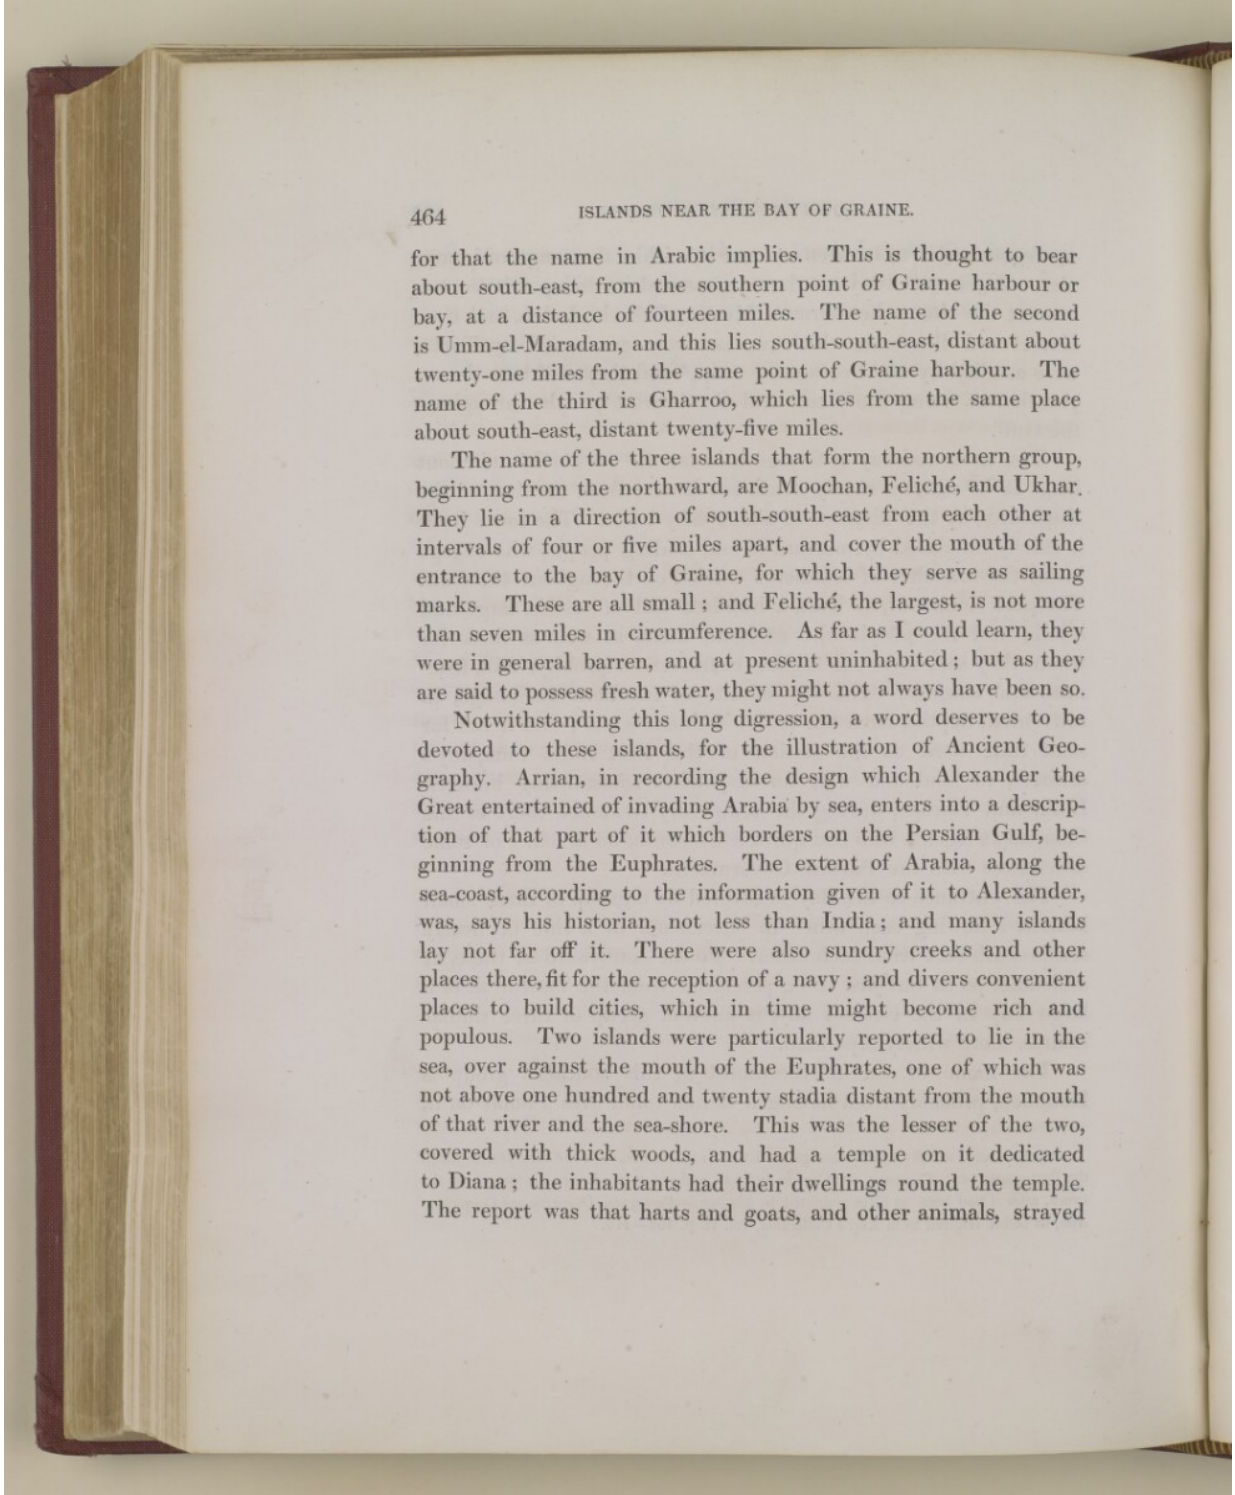 464
ISLANDS NEAR THE BAY OF GRAINE.
for that the name in Arabic implies. This is thought to bear
about south-east, from the southern point of Graine harbour or
bay, at a distance of fourteen miles. The name of the second
is Umm-el-Maradam, and this lies south-south-east, distant about
twenty-one miles from the same point of Graine harbour. The
name of the third is Gharroo, which lies from the same place
about south-east, distant twenty-five miles.
The name of the three islands that form the northern group,
beginning from the northward, are Moochan, Feliché, and Ukhar.
They lie in a direction of south-south-east from each other at
intervals of four or five miles apart, and cover the mouth of the
entrance to the bay of Graine, for which they serve as sailing
marks. These are all small ; and Feliché, the largest, is not more
than seven miles in circumference. As far as I could learn, they
were in general barren, and at present uninhabited ; but as they
are said to possess fresh water, they might not always have been so.
Notwithstanding this long digression, a word deserves to be
devoted to these islands, for the illustration of Ancient Geo-
graphy. Arrian, in recording the design which Alexander the
Great entertained of invading Arabia by sea, enters into a descrip-
tion of that part of it which borders on the Persian Gulf, be-
ginning from the Euphrates. The extent of Arabia, along the
sea-coast, according to the information given of it to Alexander,
was, says his historian, not less than India ; and many islands
lay not far off it. There were also sundry creeks and other
places there, fit for the reception of a navy ; and divers convenient
places to build cities, which in time might become rich and
populous. Two islands were particularly reported to lie in the
sea, over against the mouth of the Euphrates, one of which was
not above one hundred and twenty stadia distant from the mouth
of that river and the sea-shore. This was the lesser of the two,
covered with thick woods, and had a temple on it dedicated
to Diana ; the inhabitants had their dwellings round the temple.
The report was that harts and goats, and other animals, strayed